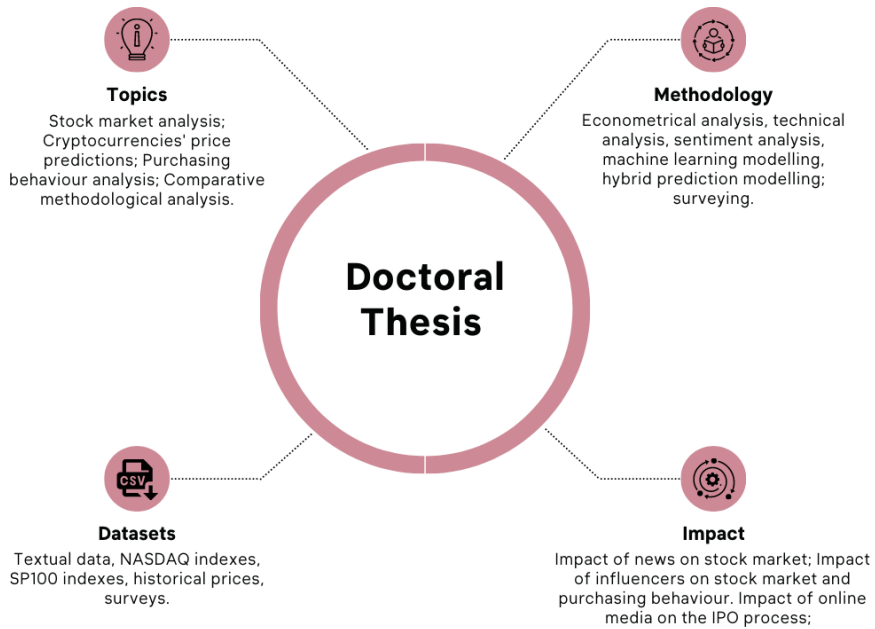 Topics
Stock market analysis;
Cryptocurrencies' price
predictions; Purchasing
behaviour analysis; Comparative
methodological analysis.
Methodology
Econometrical analysis, technical
analysis, sentiment analysis,
machine learning modelling,
hybrid prediction modelling;
surveying.
Doctoral
Thesis
CSV
Datasets
Textual data, NASDAQ indexes,
SP100 indexes, historical prices,
surveys.
Impact
Impact of news on stock market; Impact
of influencers on stock market and
purchasing behaviour. Impact of online
media on the IPO process;